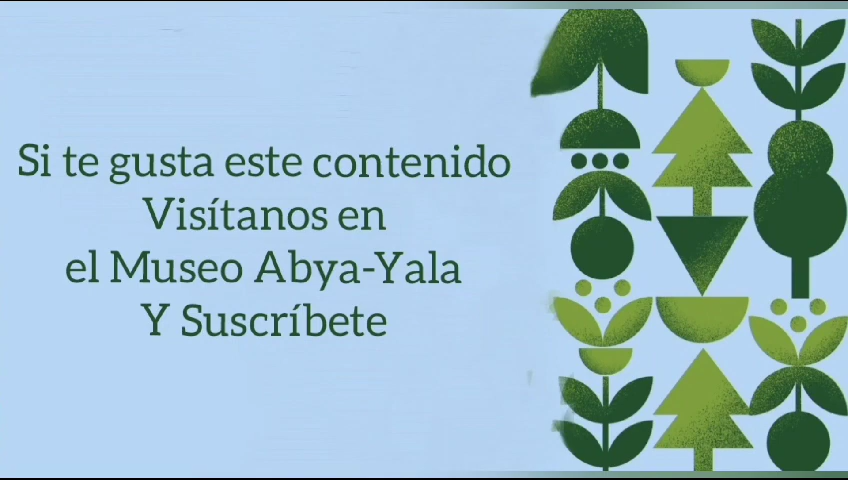 Si te gusta este contenido
Visítanos en
el Museo Abya-Yala
Y Suscríbete